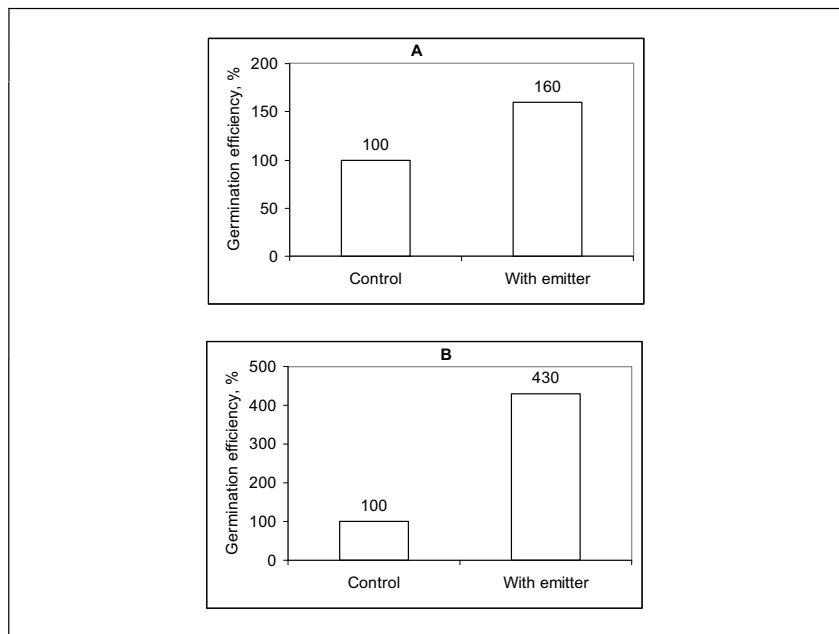 A
Germination efficiency, %
200
150
100
50
0
100
160
Control
With emitter
B
Germination efficiency, %
500
400
300
200
100
0
100
430
Control
With emitter